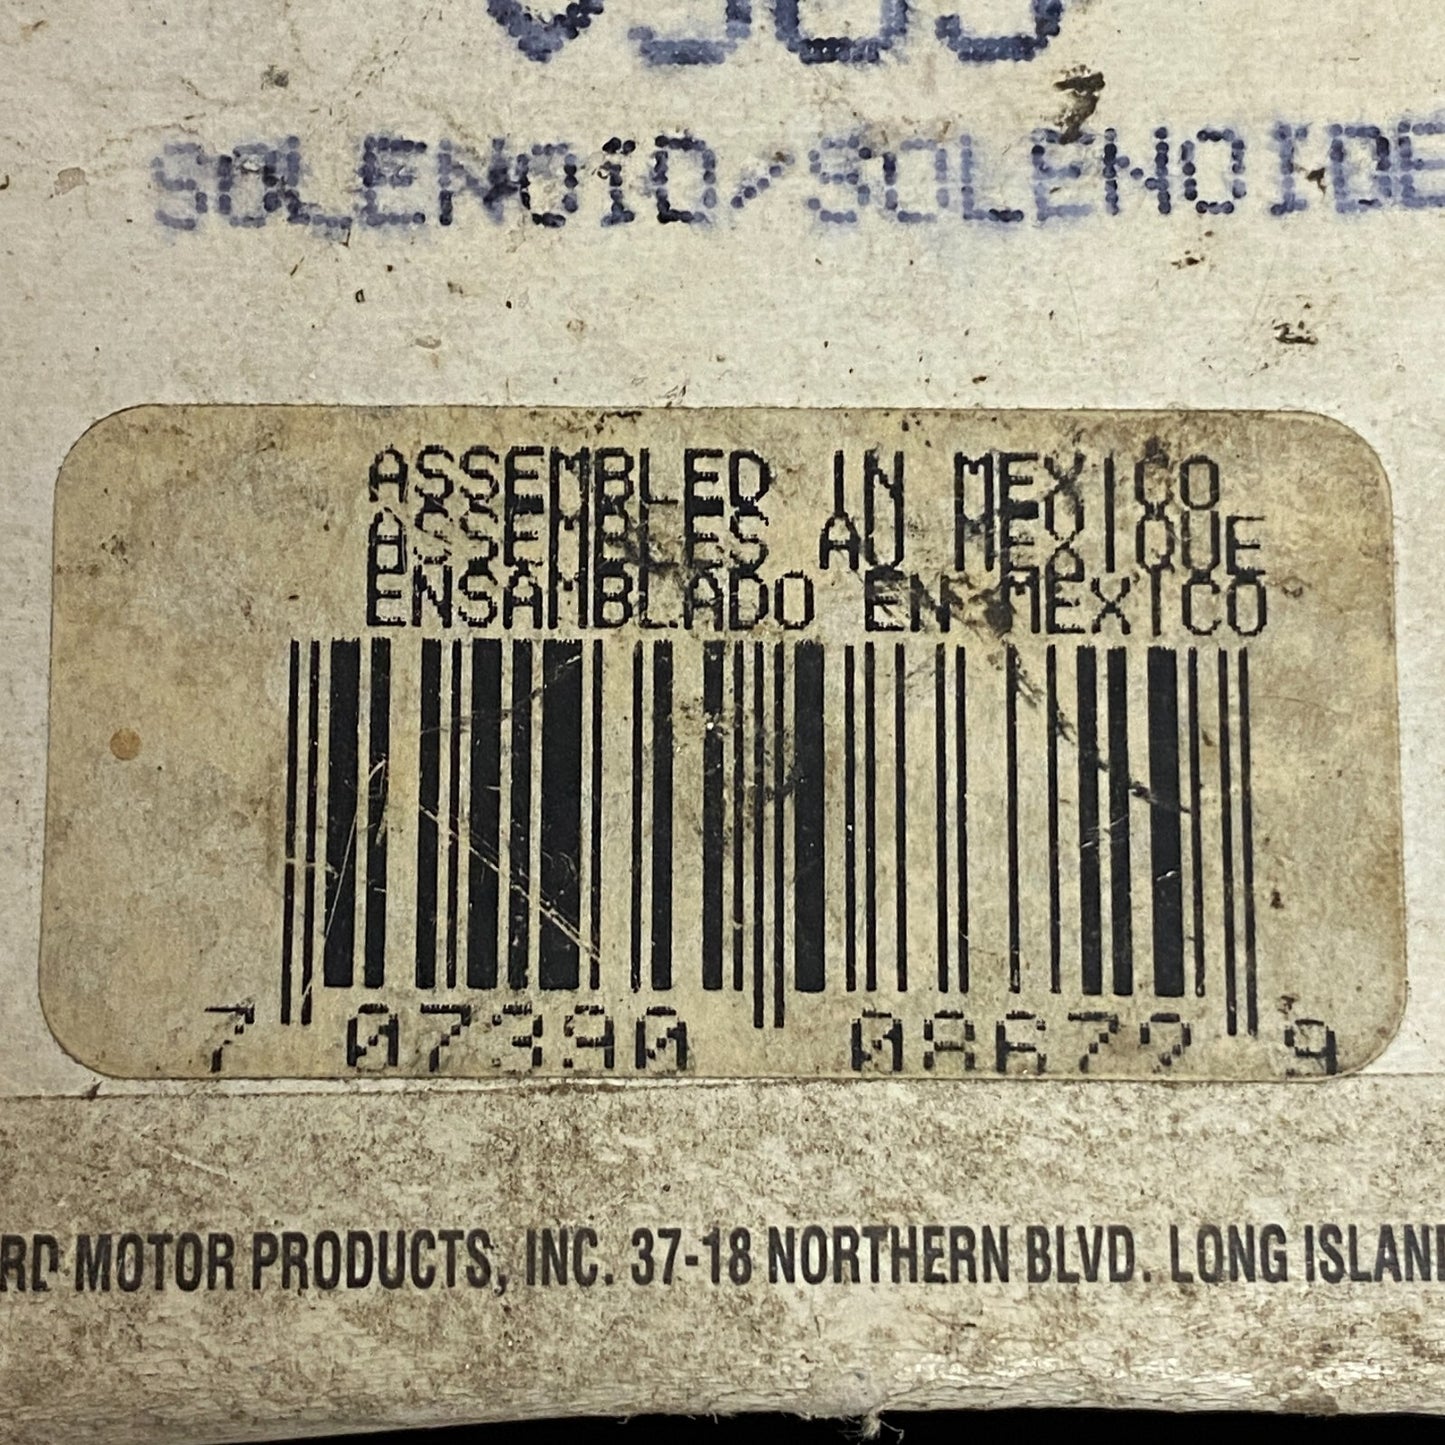 SOLENOID/SOLENOIDE
ASSEMBLED IN MEXICO
ASSEMBLES AU MEXIQUE
ENSAMBLADO EN MEXICO
7 07390 08672 9
RD MOTOR PRODUCTS, INC. 37-18 NORTHERN BLVD. LONG ISLAN